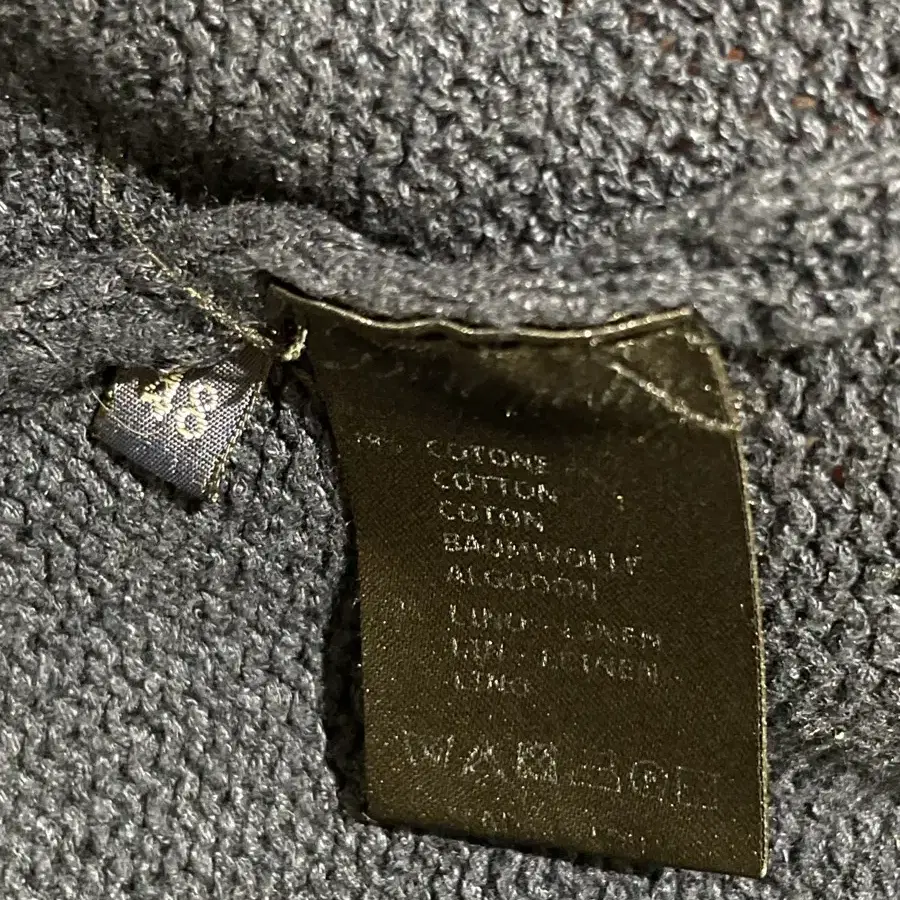 48
COTONE
COTTON
COTON
BAUMWOLLE
ALGODON
LINO - LINEN
LIN - LEINEN
LINO